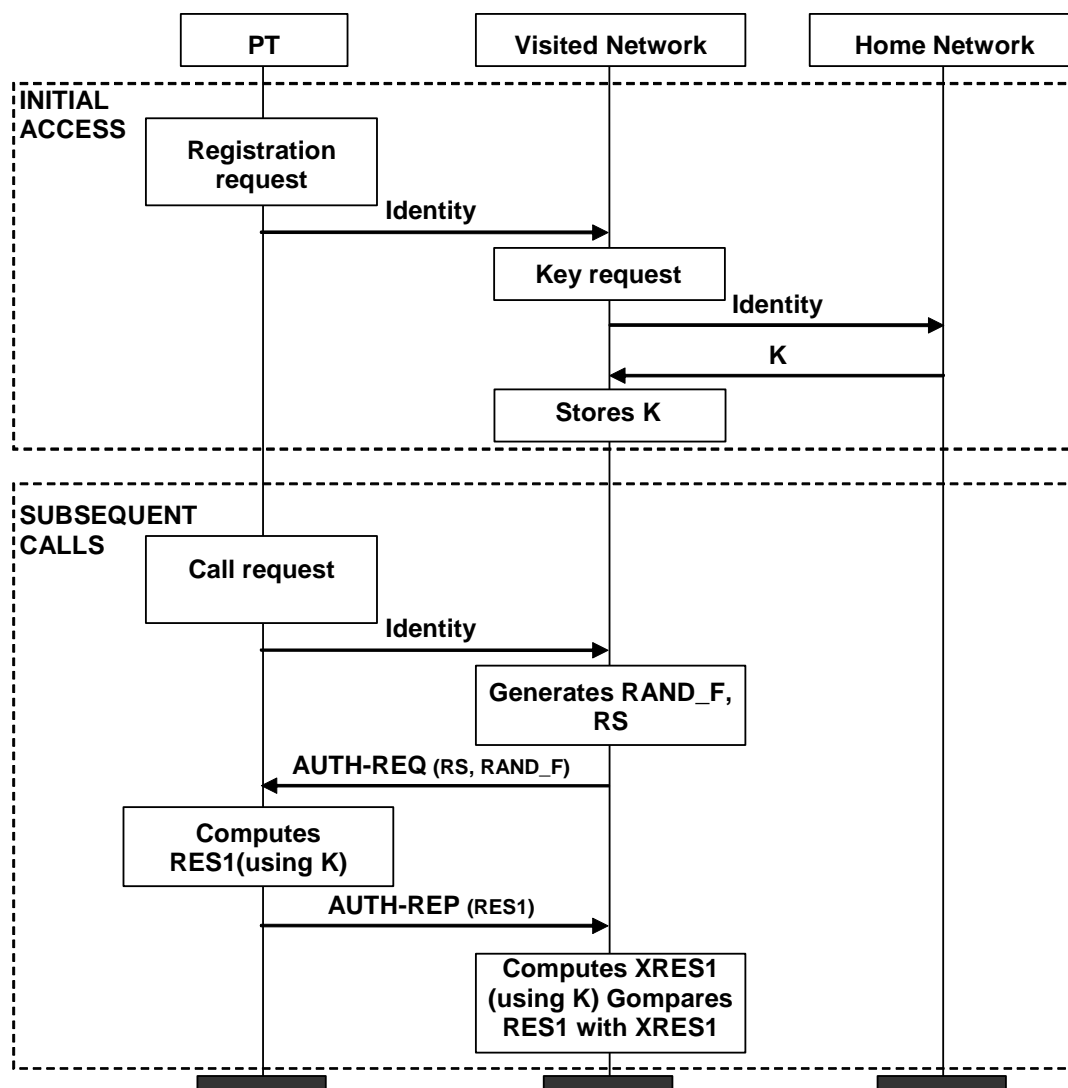 PT
Visited Network
Home Network
INITIAL
ACCESS
Registration
request
Identity
Key request
Identity
K
Stores K
SUBSEQUENT
CALLS
Call request
Identity
Generates RAND_F,
RS
AUTH-REQ (RS, RAND_F)
Computes
RES1(using K)
AUTH-REP (RES1)
Computes XRES1
(using K) Gompares
RES1 with XRES1